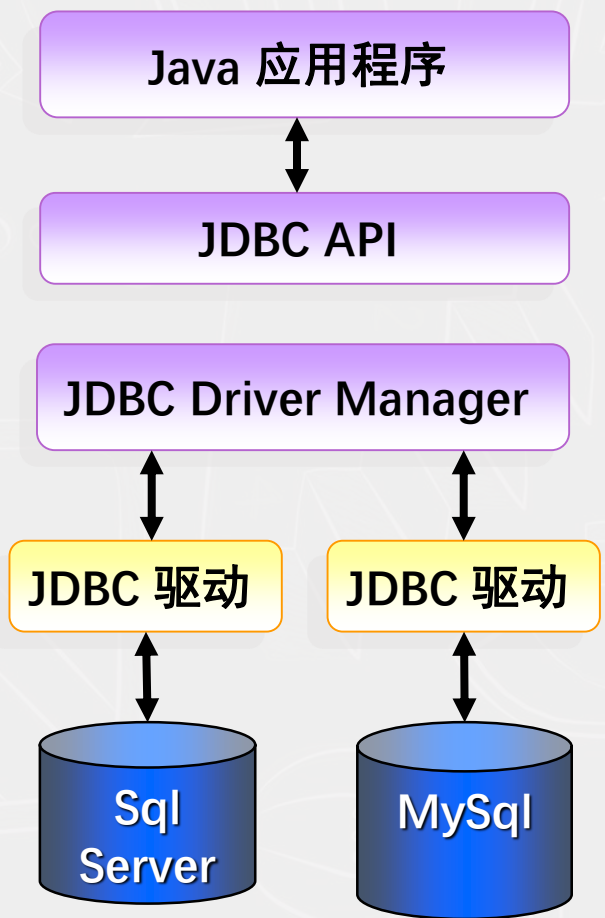 Java 应用程序
JDBC API
JDBC Driver Manager
JDBC 驱动
JDBC 驱动
Sql
Server
MySql